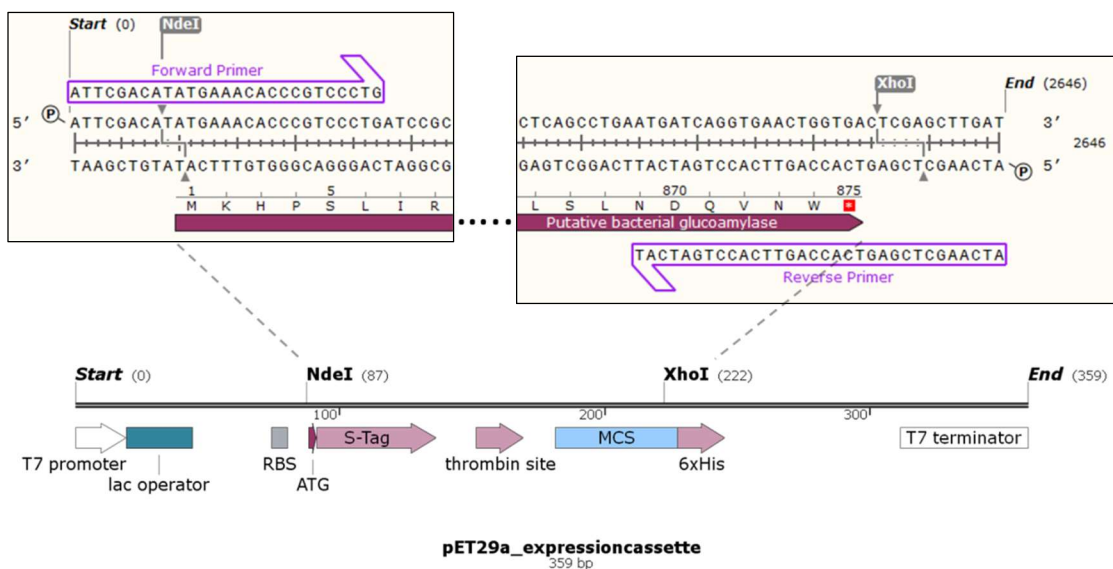 Start (0)
NdeI
Forward Primer
ATTCGACATATGAAACACCCGTCCCTG
P
5′ ATTCGACATATGAAACACCCGTCCCTGATCCGC
3′ TAAGCTGTATACTTTGTGGGCAGGGACTAGGCG
1 5
M K H P S L I R
XhoI
End (2646)
CTCAGCCTGAATGATCAGGTGAACTGGTGACTCGAGCTTGAT 3′
2646
GAGTCGGACTTACTAGTCCACTTGACCACTGAGCTCGAACTA 5′
P
870 875
L S L N D Q V N W *
Putative bacterial glucoamylase
TACTAGTCCACTTGACCACTGAGCTCGAACTA
Reverse Primer
Start (0) NdeI (87) XhoI (222) End (359)
100 200 300
S-Tag MCS T7 terminator
T7 promoter RBS thrombin site 6xHis
lac operator ATG
pET29a_expressioncassette
359 bp